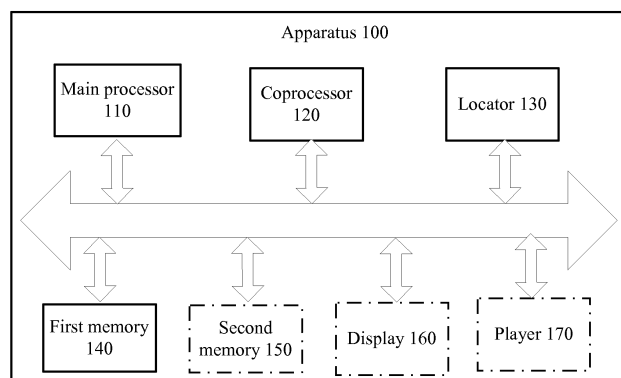 Apparatus 100
Main processor
110
Coprocessor
120
Locator 130
First memory
140
Second
memory 150
Display 160
Player 170